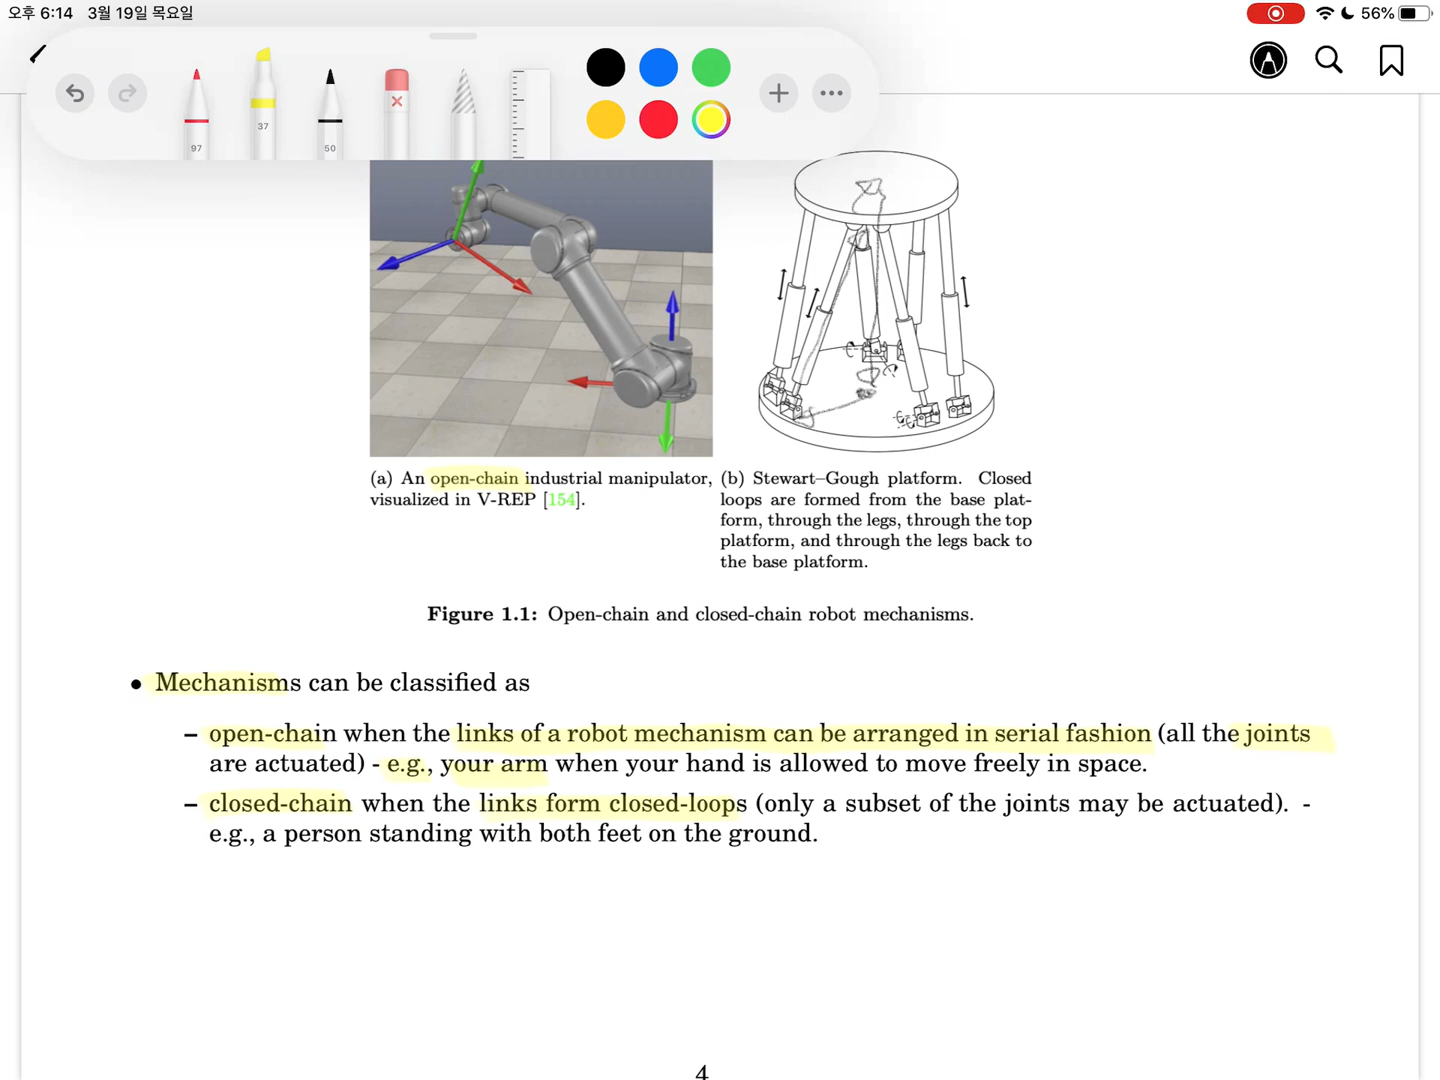 오후 6:14 3월 19일 목요일 56%
97 37 50
(a) An open-chain industrial manipulator,
visualized in V-REP [154].
(b) Stewart–Gough platform. Closed
loops are formed from the base plat-
form, through the legs, through the top
platform, and through the legs back to
the base platform.
Figure 1.1: Open-chain and closed-chain robot mechanisms.
• Mechanisms can be classified as
– open-chain when the links of a robot mechanism can be arranged in serial fashion (all the joints
are actuated) - e.g., your arm when your hand is allowed to move freely in space.
– closed-chain when the links form closed-loops (only a subset of the joints may be actuated). -
e.g., a person standing with both feet on the ground.
4